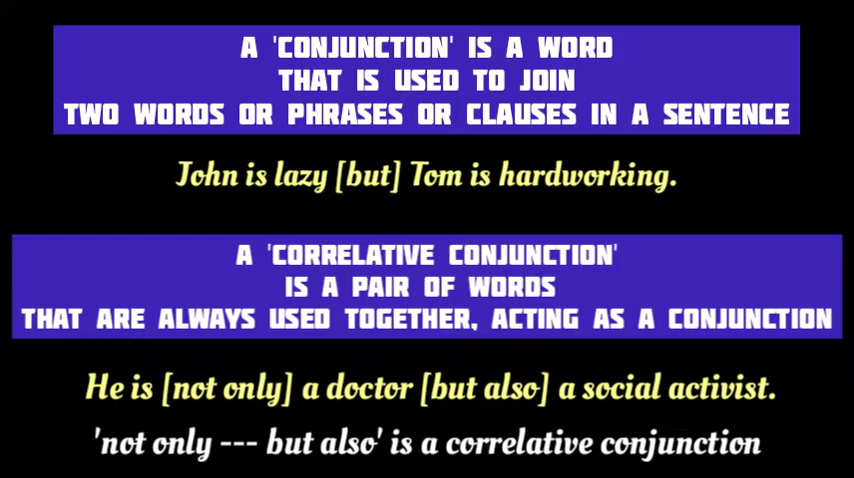 A 'CONJUNCTION' IS A WORD
THAT IS USED TO JOIN
TWO WORDS OR PHRASES OR CLAUSES IN A SENTENCE
John is lazy [but] Tom is hardworking.
A 'CORRELATIVE CONJUNCTION'
IS A PAIR OF WORDS
THAT ARE ALWAYS USED TOGETHER, ACTING AS A CONJUNCTION
He is [not only] a doctor [but also] a social activist.
'not only --- but also' is a correlative conjunction